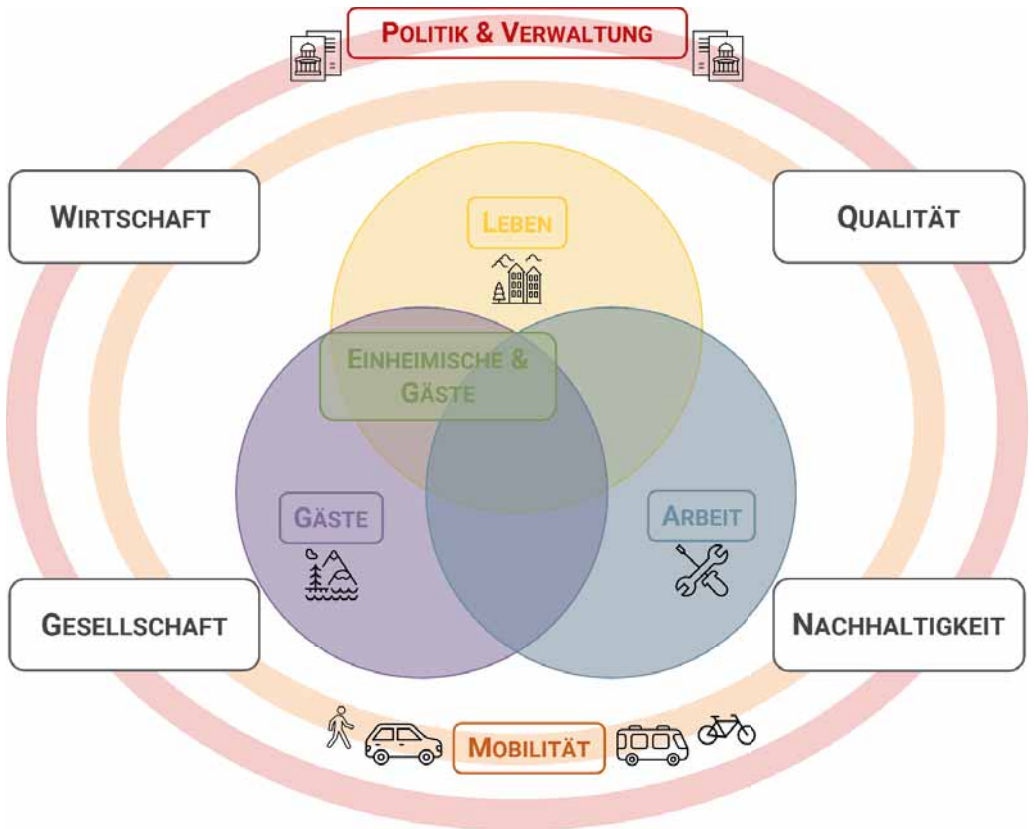 POLITIK & VERWALTUNG
WIRTSCHAFT
QUALITÄT
LEBEN
EINHEIMISCHE &
GÄSTE
GÄSTE
ARBEIT
GESELLSCHAFT
NACHHALTIGKEIT
MOBILITÄT